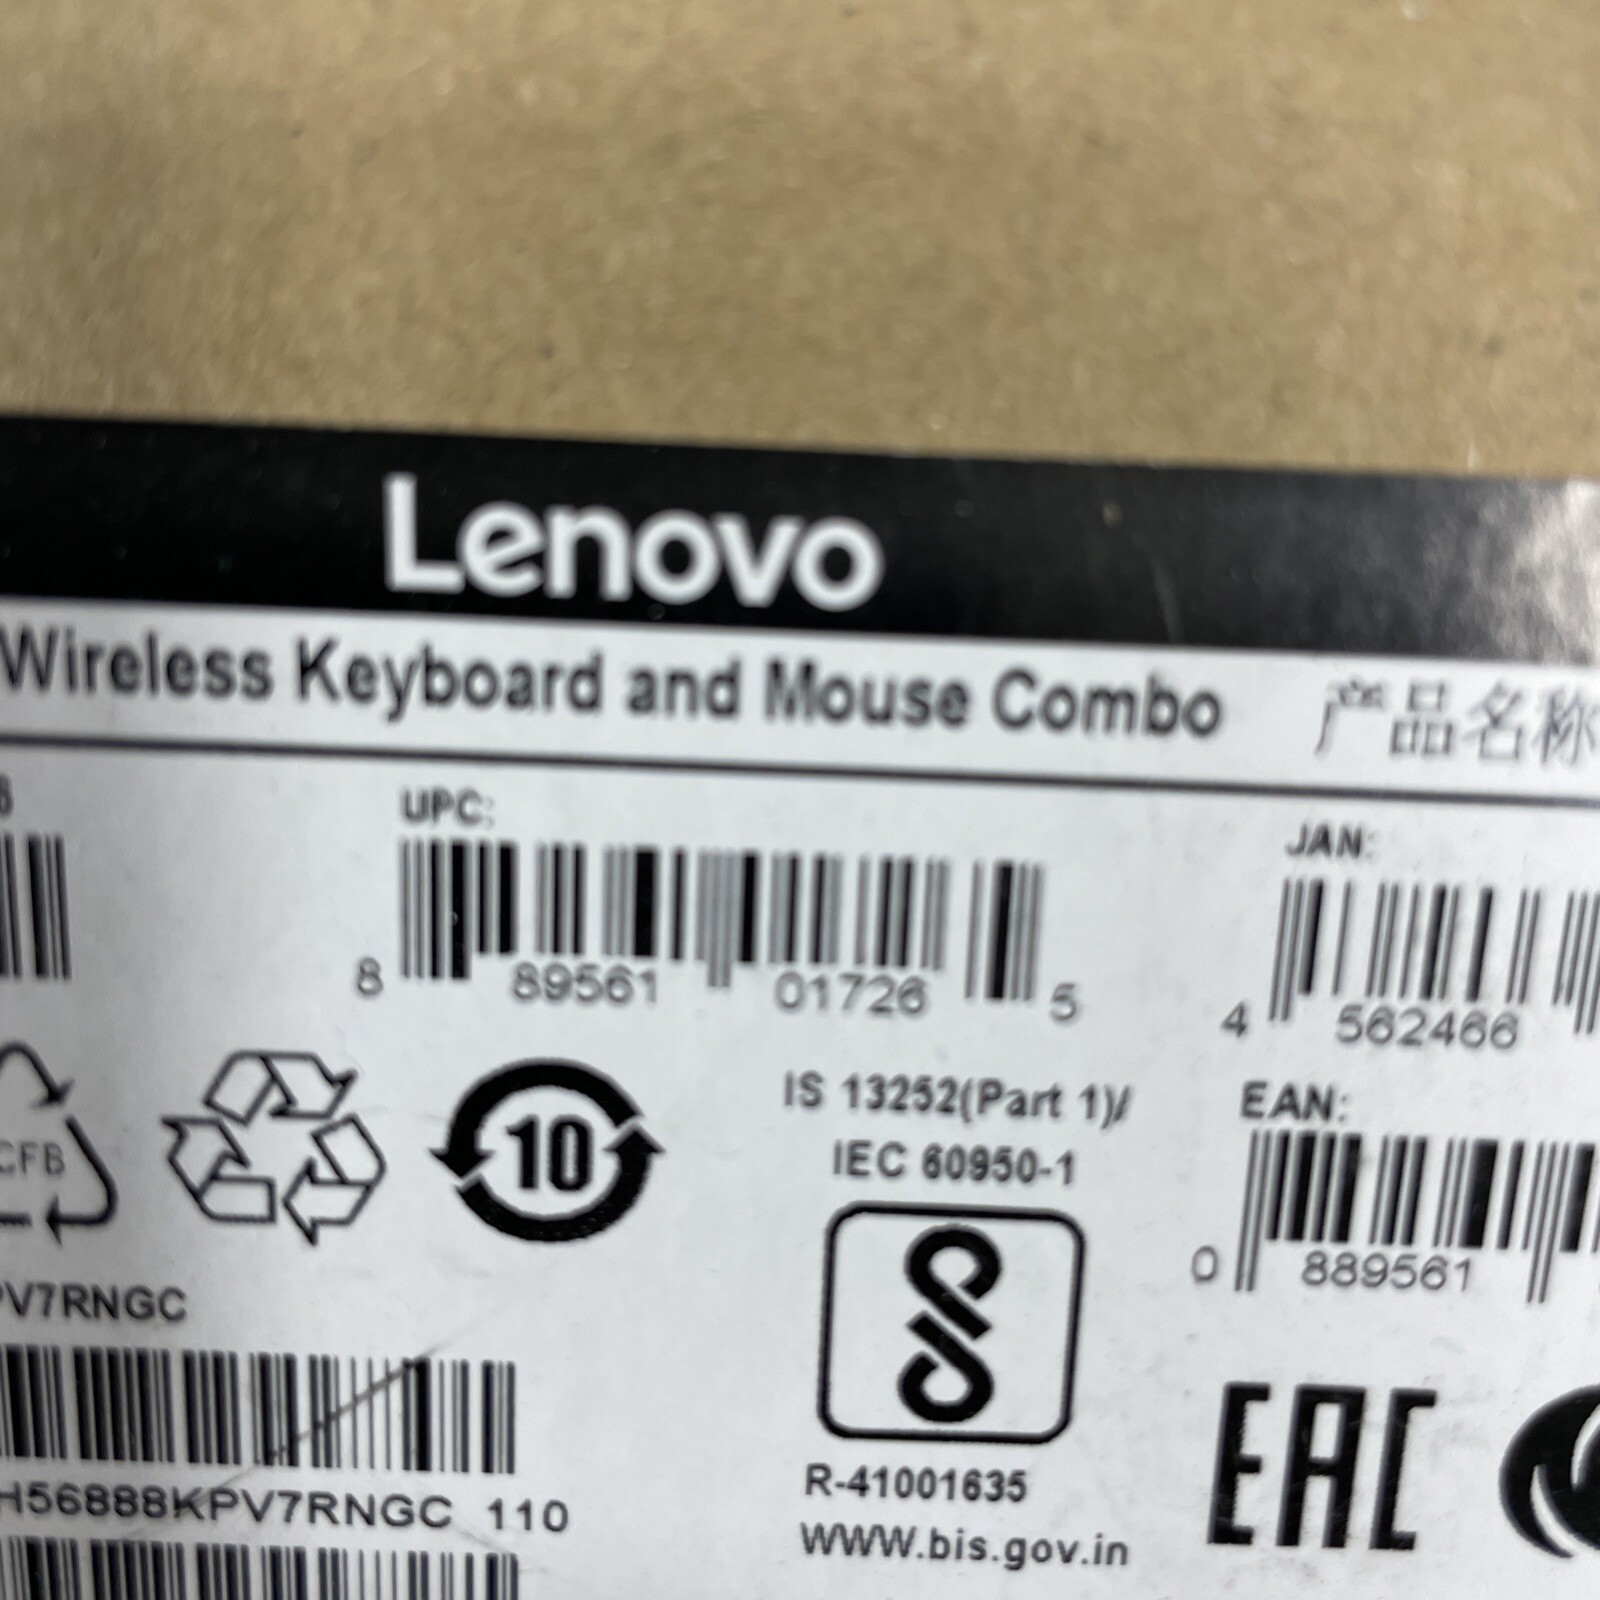 Lenovo
Wireless Keyboard and Mouse Combo 产品名称
UPC:
8 89561 01726 5
JAN:
4 562466
CFB
10
IS 13252(Part 1)/
IEC 60950-1
EAN:
0 889561
PV7RNGC
H56888KPV7RNGC 110
R-41001635
WWW.bis.gov.in
EAC